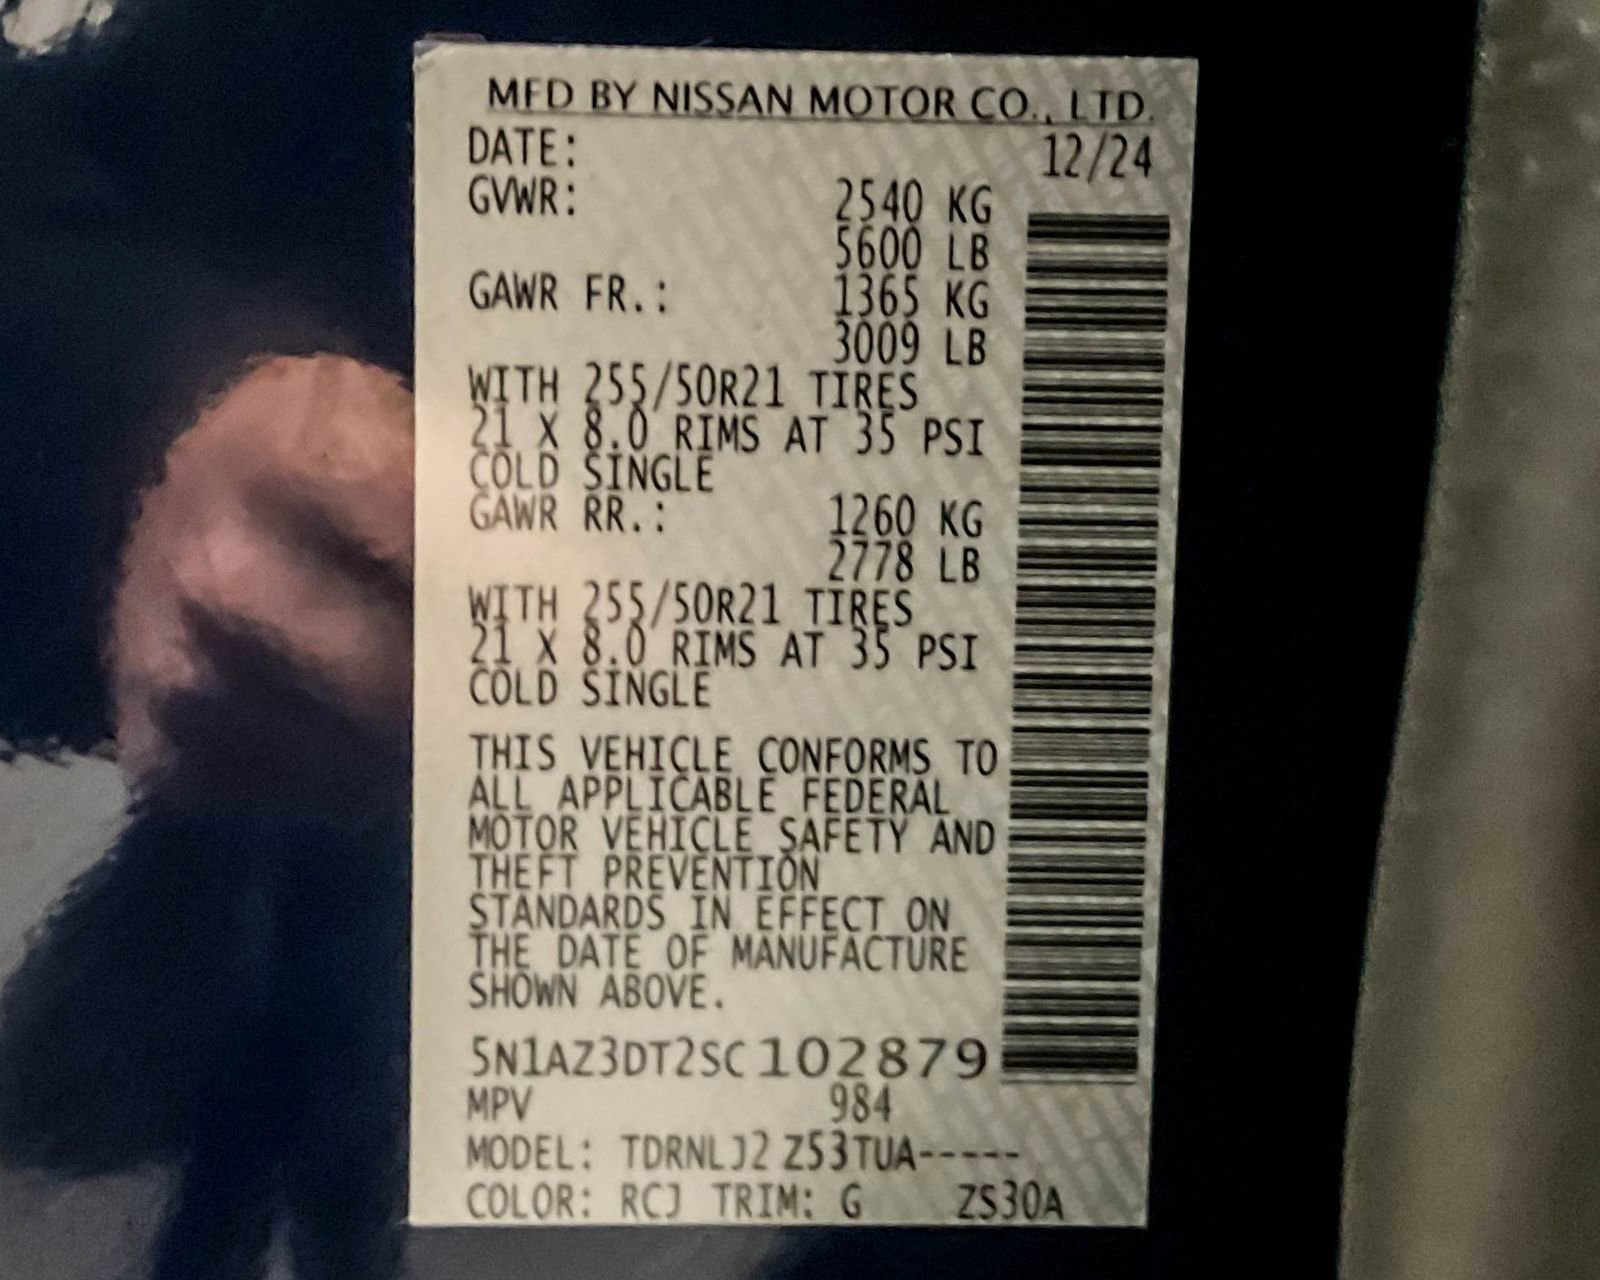 MFD BY NISSAN MOTOR CO., LTD.
DATE: 12/24
GVWR: 2540 KG
5600 LB
GAWR FR.: 1365 KG
3009 LB
WITH 255/50R21 TIRES
21 X 8.0 RIMS AT 35 PSI
COLD SINGLE
GAWR RR.: 1260 KG
2778 LB
WITH 255/50R21 TIRES
21 X 8.0 RIMS AT 35 PSI
COLD SINGLE
THIS VEHICLE CONFORMS TO
ALL APPLICABLE FEDERAL
MOTOR VEHICLE SAFETY AND
THEFT PREVENTION
STANDARDS IN EFFECT ON
THE DATE OF MANUFACTURE
SHOWN ABOVE.
5N1AZ3DT2SC102879
MPV 984
MODEL: TDRNLJ2 Z53TUA-----
COLOR: RCJ TRIM: G ZS30A